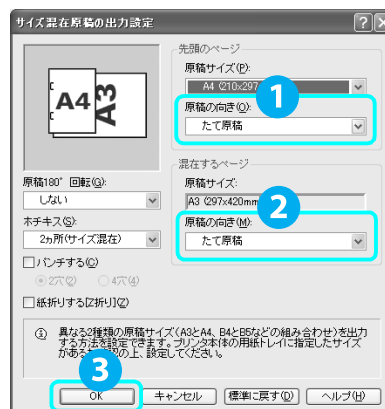 サイズ混在原稿の出力設定
先頭のページ
原稿サイズ(P):
A4 (210x297
1
原稿の向き(O):
たて原稿
A4
A3
混在するページ
原稿サイズ:
A3 (297x420mm
2
原稿の向き(M):
たて原稿
原稿180° 回転(G):
しない
ホチキス(S):
2ヵ所(サイズ混在)
パンチする(C)
2穴(2) 4穴(4)
紙折りする[Z折り](Z)
異なる2種類の原稿サイズ(A3とA4、B4とB5などの組み合わせ)を出力
する方法を設定できます。プリンタ本体の用紙トレイに指定したサイズ
がある
の上、設定してください。
3
OK キャンセル 標準に戻す(D) ヘルプ(H)